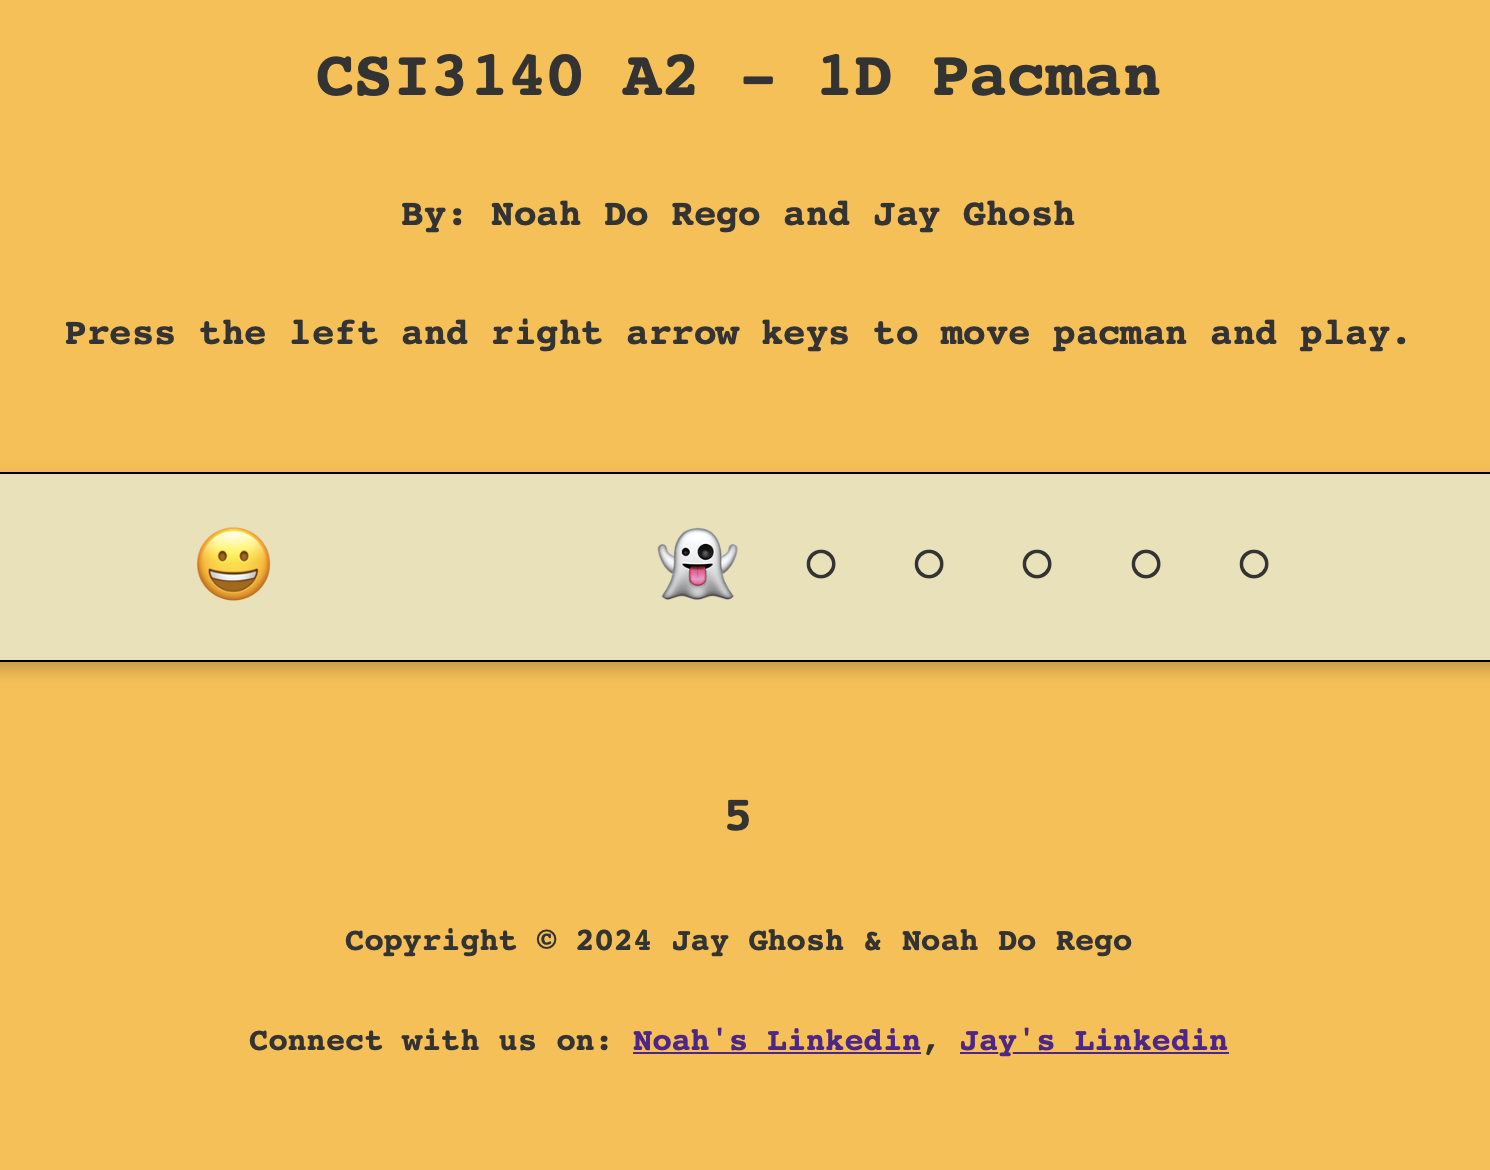 CSI3140 A2 – 1D Pacman
By: Noah Do Rego and Jay Ghosh
Press the left and right arrow keys to move pacman and play.
5
Copyright © 2024 Jay Ghosh & Noah Do Rego
Connect with us on: Noah's Linkedin, Jay's Linkedin